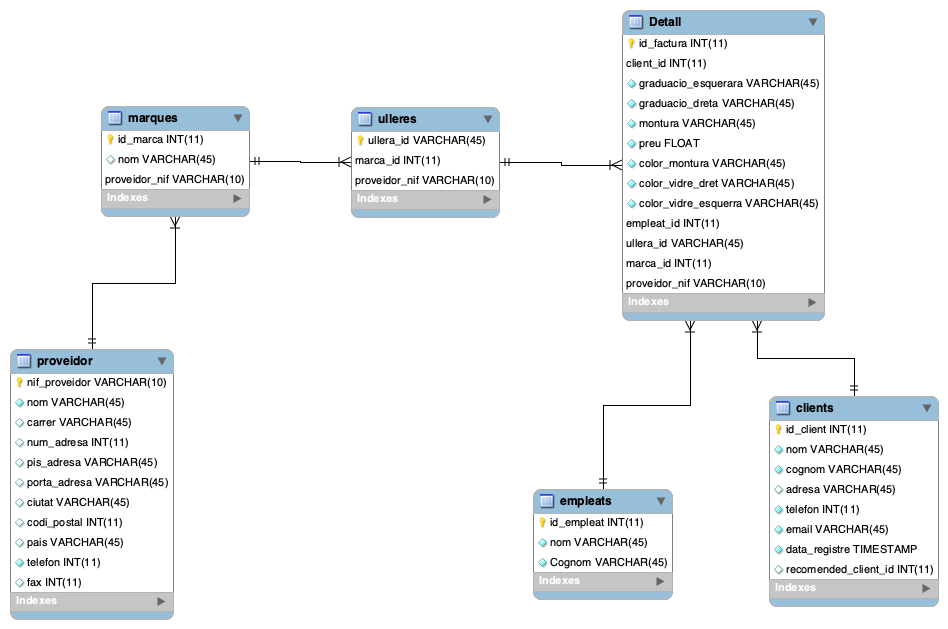 marques
id_marca INT(11)
nom VARCHAR(45)
proveidor_nif VARCHAR(10)
Indexes
ulleres
ullera_id VARCHAR(45)
marca_id INT(11)
proveidor_nif VARCHAR(10)
Indexes
Detall
id_factura INT(11)
client_id INT(11)
graduacio_esquerara VARCHAR(45)
graduacio_dreta VARCHAR(45)
montura VARCHAR(45)
preu FLOAT
color_montura VARCHAR(45)
color_vidre_dret VARCHAR(45)
color_vidre_esquerra VARCHAR(45)
empleat_id INT(11)
ullera_id VARCHAR(45)
marca_id INT(11)
proveidor_nif VARCHAR(10)
Indexes
proveidor
nif_proveidor VARCHAR(10)
nom VARCHAR(45)
carrer VARCHAR(45)
num_adresa INT(11)
pis_adresa VARCHAR(45)
porta_adresa VARCHAR(45)
ciutat VARCHAR(45)
codi_postal INT(11)
pais VARCHAR(45)
telefon INT(11)
fax INT(11)
Indexes
empleats
id_empleat INT(11)
nom VARCHAR(45)
Cognom VARCHAR(45)
Indexes
clients
id_client INT(11)
nom VARCHAR(45)
cognom VARCHAR(45)
adresa VARCHAR(45)
telefon INT(11)
email VARCHAR(45)
data_registre TIMESTAMP
recomended_client_id INT(11)
Indexes